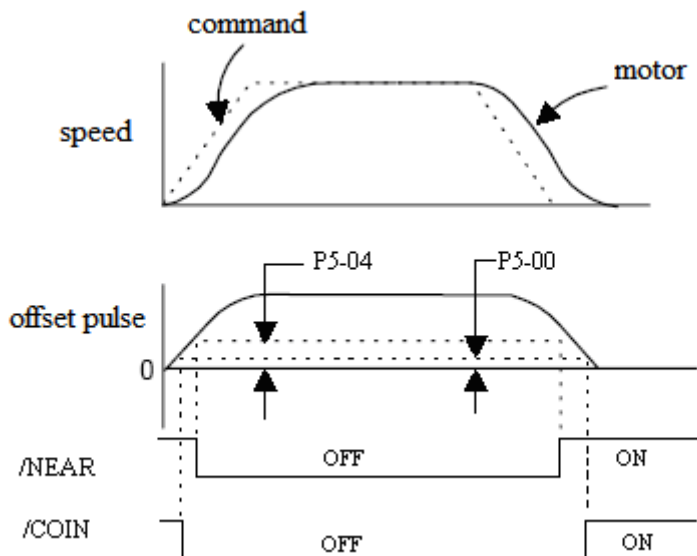 command
motor
speed
P5-04
P5-00
offset pulse
0
/NEAR
OFF
ON
/COIN
OFF
ON